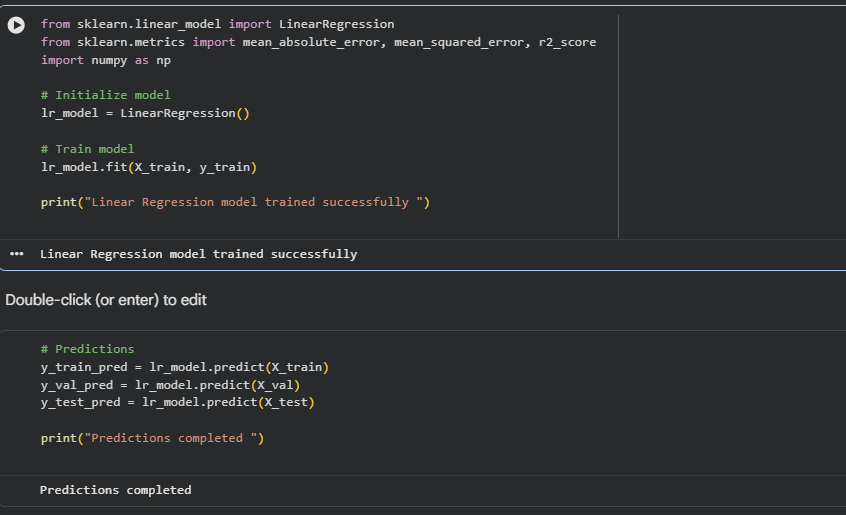 from sklearn.linear_model import LinearRegression
from sklearn.metrics import mean_absolute_error, mean_squared_error, r2_score
import numpy as np
# Initialize model
lr_model = LinearRegression()
# Train model
lr_model.fit(X_train, y_train)
print("Linear Regression model trained successfully ")
Linear Regression model trained successfully
Double-click (or enter) to edit
# Predictions
y_train_pred = lr_model.predict(X_train)
y_val_pred = lr_model.predict(X_val)
y_test_pred = lr_model.predict(X_test)
print("Predictions completed ")
Predictions completed